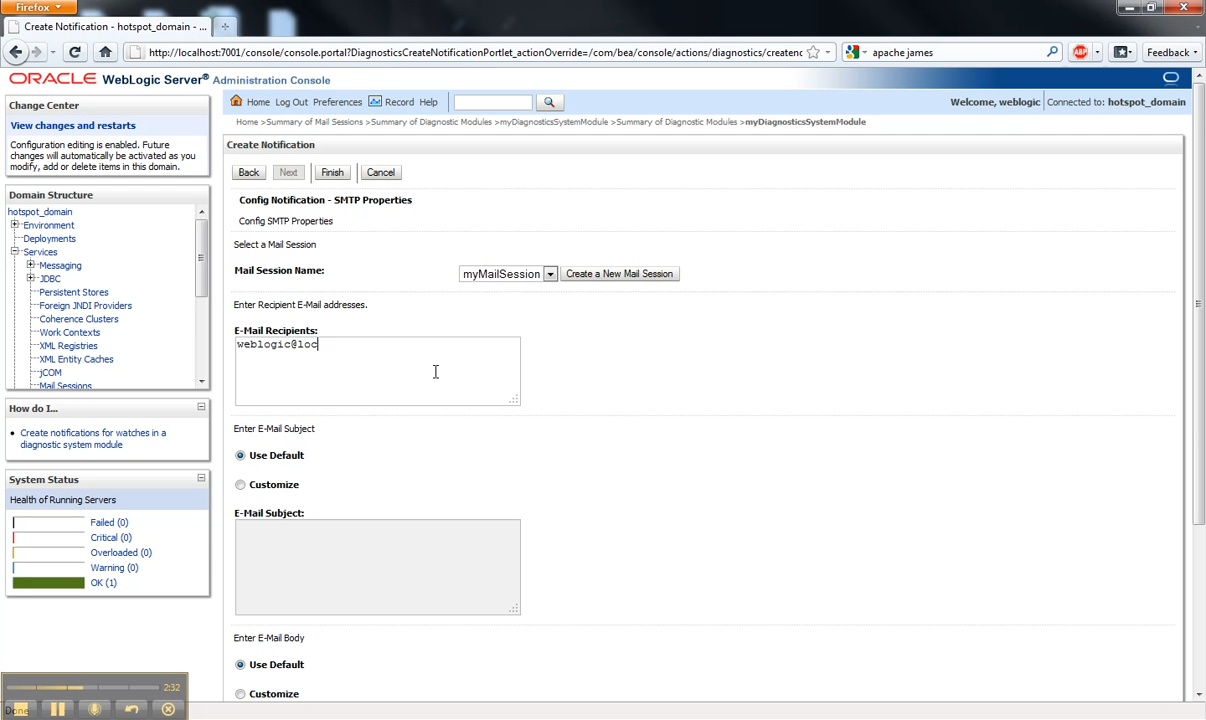 Firefox
Create Notification - hotspot_domain - ...
http://localhost:7001/console/console.portal?DiagnosticsCreateNotificationPortlet_actionOverride=/com/bea/console/actions/diagnostics/createno
apache james
ABP
Feedback
ORACLE WebLogic Server® Administration Console
Change Center
View changes and restarts
Configuration editing is enabled. Future
changes will automatically be activated as you
modify, add or delete items in this domain.
Domain Structure
hotspot_domain
Environment
Deployments
Services
Messaging
JDBC
Persistent Stores
Foreign JNDI Providers
Coherence Clusters
Work Contexts
XML Registries
XML Entity Caches
jCOM
Mail Sessions
How do I...
Create notifications for watches in a
diagnostic system module
System Status
Health of Running Servers
Failed (0)
Critical (0)
Overloaded (0)
Warning (0)
OK (1)
Home Log Out Preferences Record Help
Welcome, weblogic Connected to: hotspot_domain
Home >Summary of Mail Sessions >Summary of Diagnostic Modules >myDiagnosticsSystemModule >Summary of Diagnostic Modules >myDiagnosticsSystemModule
Create Notification
Back Next Finish Cancel
Config Notification - SMTP Properties
Config SMTP Properties
Select a Mail Session
Mail Session Name: myMailSession Create a New Mail Session
Enter Recipient E-Mail addresses.
E-Mail Recipients:
weblogic@loc
Enter E-Mail Subject
Use Default
Customize
E-Mail Subject:
Enter E-Mail Body
Use Default
Customize
2:32
Done